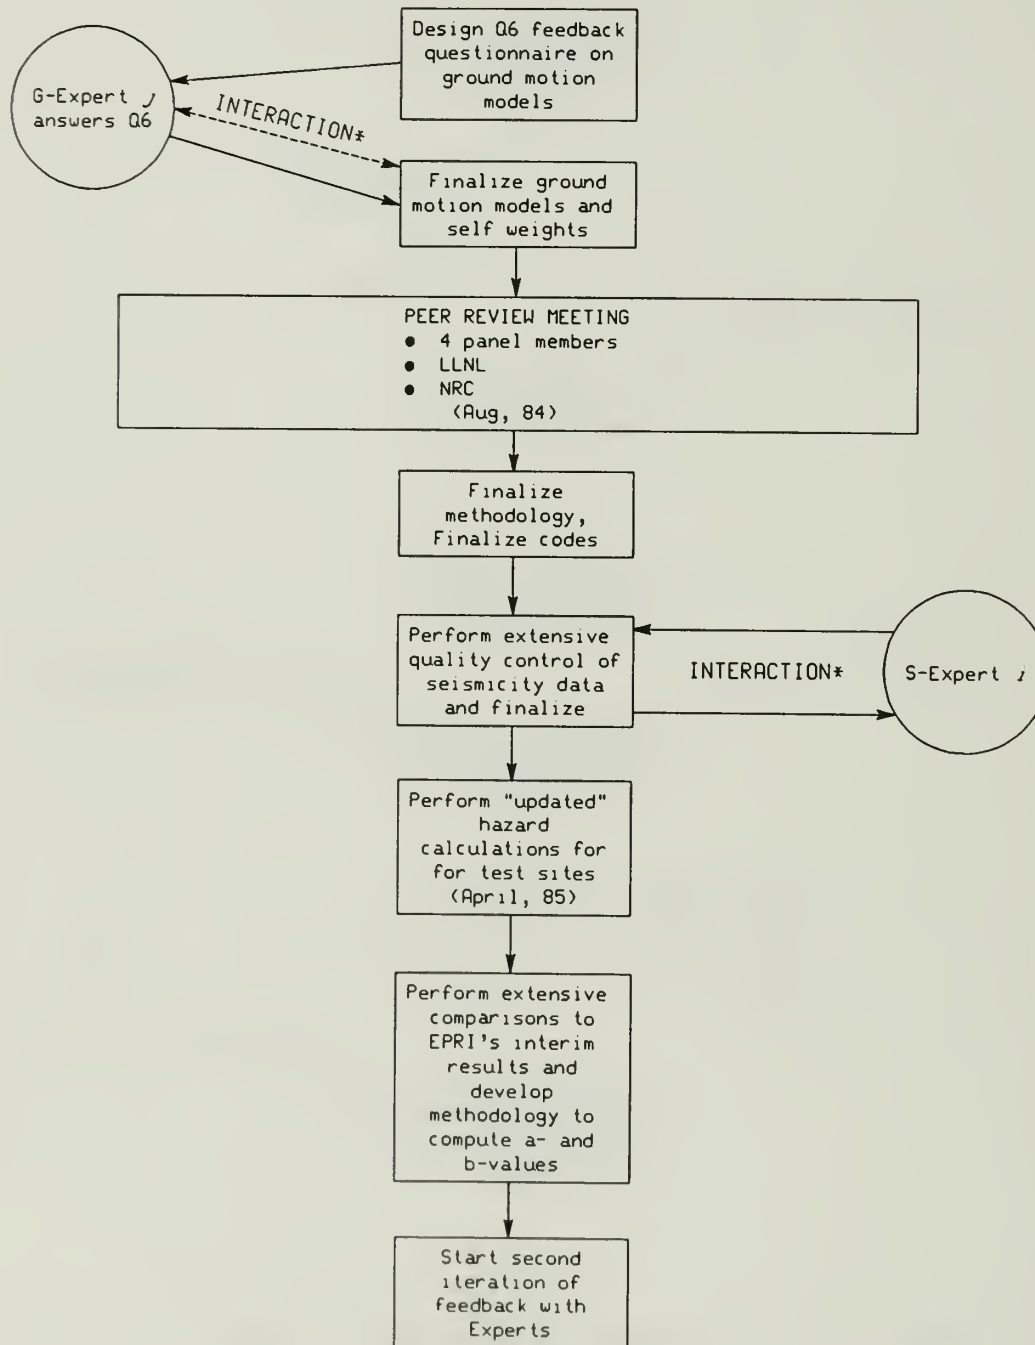 Design Q6 feedback
questionnaire on
ground motion
models
G-Expert j
answers Q6
INTERACTION*
Finalize ground
motion models and
self weights
PEER REVIEW MEETING
● 4 panel members
● LLNL
● NRC
(Aug, 84)
Finalize
methodology,
Finalize codes
Perform extensive
quality control of
seismicity data
and finalize
INTERACTION*
S-Expert i
Perform "updated"
hazard
calculations for
for test sites
(April, 85)
Perform extensive
comparisons to
EPRI's interim
results and
develop
methodology to
compute a- and
b-values
Start second
iteration of
feedback with
Experts